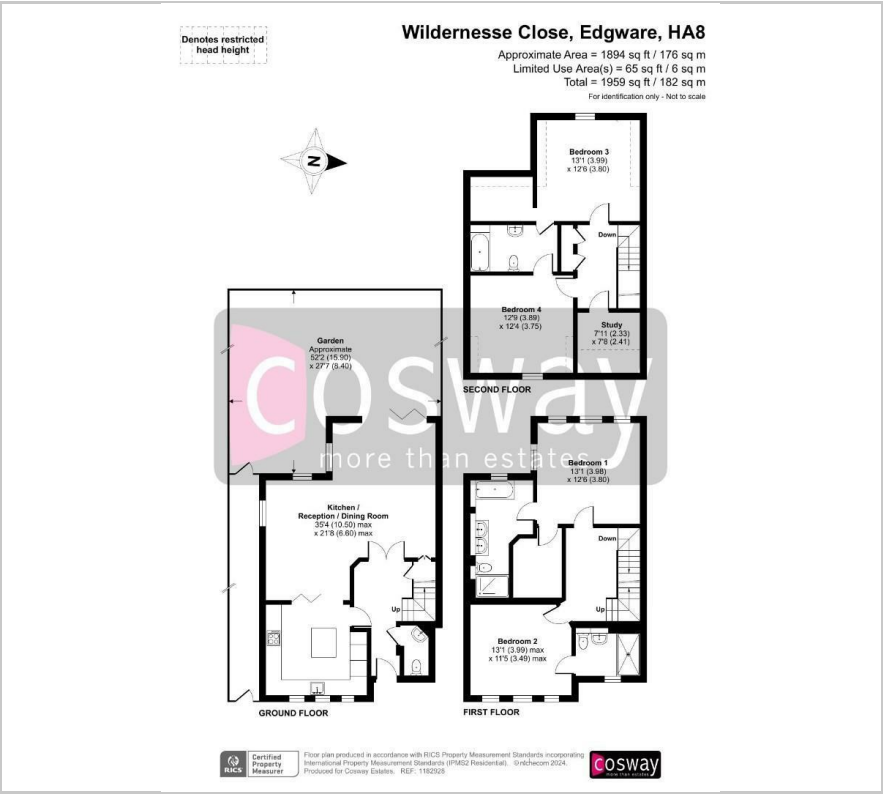 Denotes restricted
head height
Wildernesse Close, Edgware, HA8
Approximate Area = 1894 sq ft / 176 sq m
Limited Use Area(s) = 65 sq ft / 6 sq m
Total = 1959 sq ft / 182 sq m
For identification only - Not to scale
N
Bedroom 3
13'1 (3.99)
x 12'6 (3.80)
Down
Bedroom 4
12'9 (3.89)
x 12'4 (3.75)
Study
7'11 (2.33)
x 7'8 (2.41)
SECOND FLOOR
Garden
Approximate
52'2 (15.90)
x 27'7 (8.40)
cosway
more than estates
Kitchen /
Reception / Dining Room
35'4 (10.50) max
x 21'8 (6.60) max
Up
GROUND FLOOR
Bedroom 1
13'1 (3.98)
x 12'6 (3.80)
Down
Up
Bedroom 2
13'1 (3.99) max
x 11'5 (3.49) max
FIRST FLOOR
RICS
Certified
Property
Measurer
Floor plan produced in accordance with RICS Property Measurement Standards incorporating
International Property Measurement Standards (IPMS2 Residential). © ntchecom 2024.
Produced for Cosway Estates. REF: 1182928
cosway
more than estates